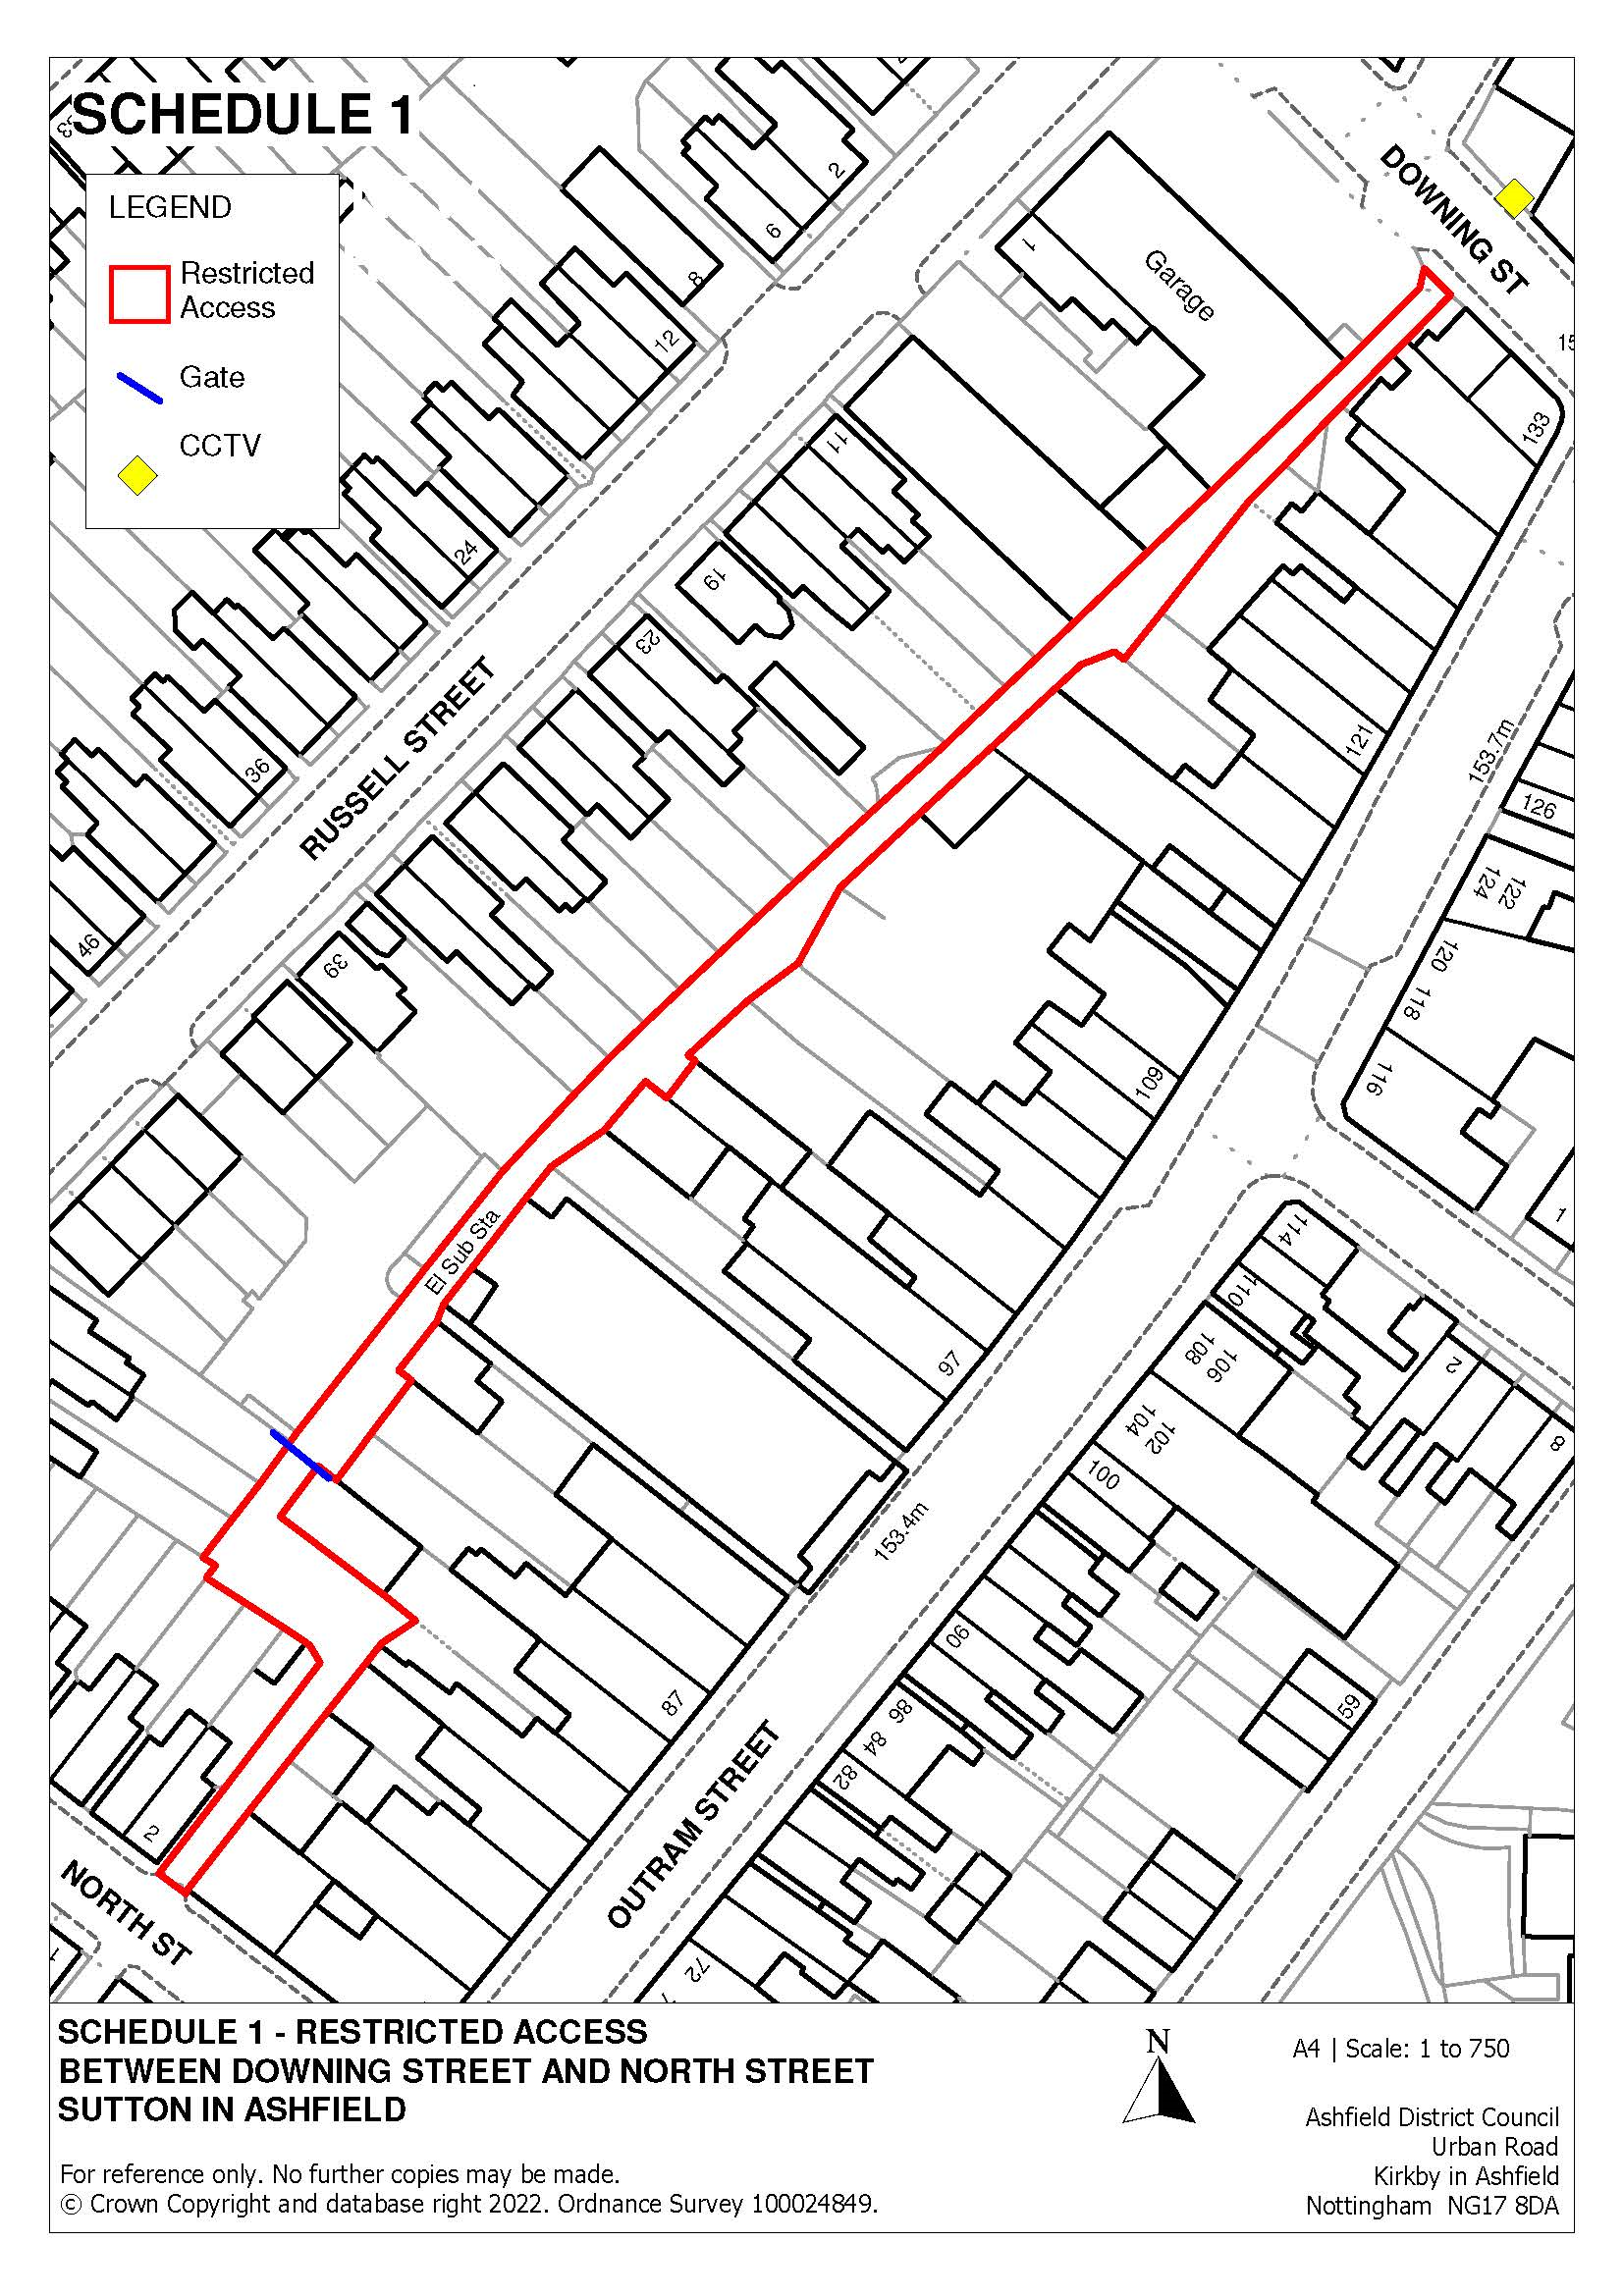 SCHEDULE 1
LEGEND
Restricted
Access
Gate
CCTV
DOWNING ST
Garage
1
2
6
8
12
11
133
24
19
23
RUSSELL STREET
121
153.7m
36
126
124
122
46
39
120
118
116
109
1
El Sub Sta
114
110
108
106
2
97
104
102
8
100
153.4m
90
87
59
86
84
82
2
OUTRAM STREET
NORTH ST
72
SCHEDULE 1 - RESTRICTED ACCESS
BETWEEN DOWNING STREET AND NORTH STREET
SUTTON IN ASHFIELD
For reference only. No further copies may be made.
© Crown Copyright and database right 2022. Ordnance Survey 100024849.
N
A4 | Scale: 1 to 750
Ashfield District Council
Urban Road
Kirkby in Ashfield
Nottingham NG17 8DA